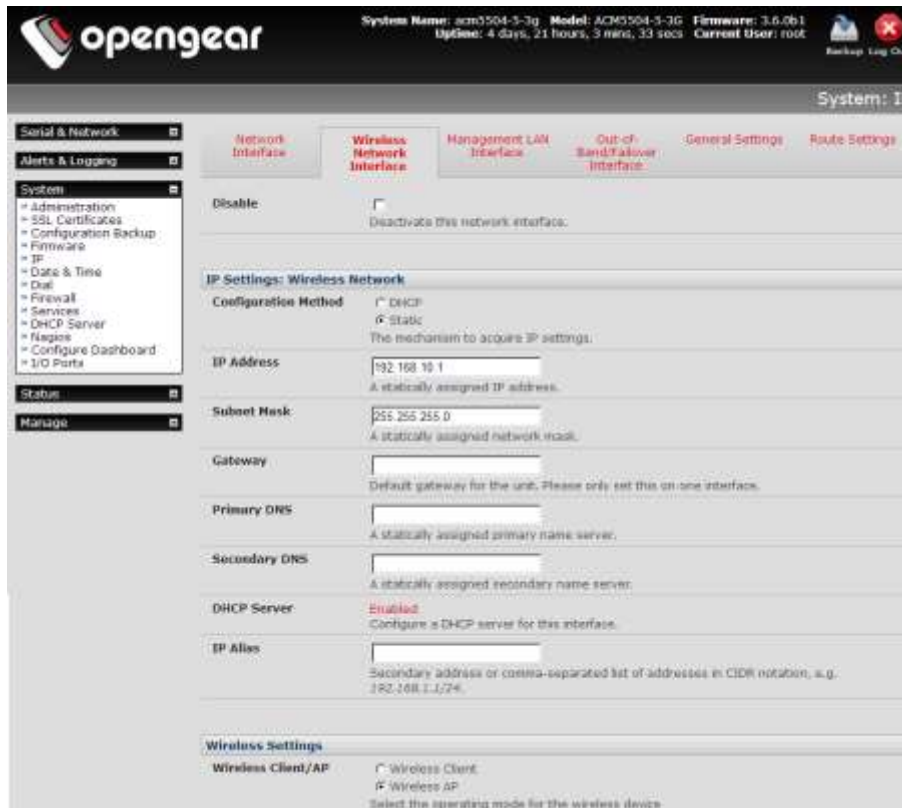 opengear
System Name: acm5504-5-3g Model: ACM5504-5-3G Firmware: 3.6.0b1
Uptime: 4 days, 21 hours, 3 mins, 33 secs Current User: root
Backup Log
System:
Serial & Network
Alerts & Logging
System
Administration
SSL Certificates
Configuration Backup
Firmware
IP
Date & Time
Dial
Firewall
Services
DHCP Server
Nagios
Configure Dashboard
I/O Ports
Status
Manage
Network Interface
Wireless Network Interface
Management LAN Interface
Out-of-Band/Failover Interface
General Settings
Route Settings
Disable
Deactivate this network interface.
IP Settings: Wireless Network
Configuration Method
DHCP
Static
The mechanism to acquire IP settings.
IP Address
192.168.10.1
A statically assigned IP address.
Subnet Mask
255.255.255.0
A statically assigned network mask.
Gateway
Default gateway for the unit. Please only set this on one interface.
Primary DNS
A statically assigned primary name server.
Secondary DNS
A statically assigned secondary name server.
DHCP Server
Enabled
Configure a DHCP server for this interface.
IP Alias
Secondary address or comma-separated list of addresses in CIDR notation, e.g.
192.168.1.1/24.
Wireless Settings
Wireless Client/AP
Wireless Client
Wireless AP
Select the operating mode for the wireless device